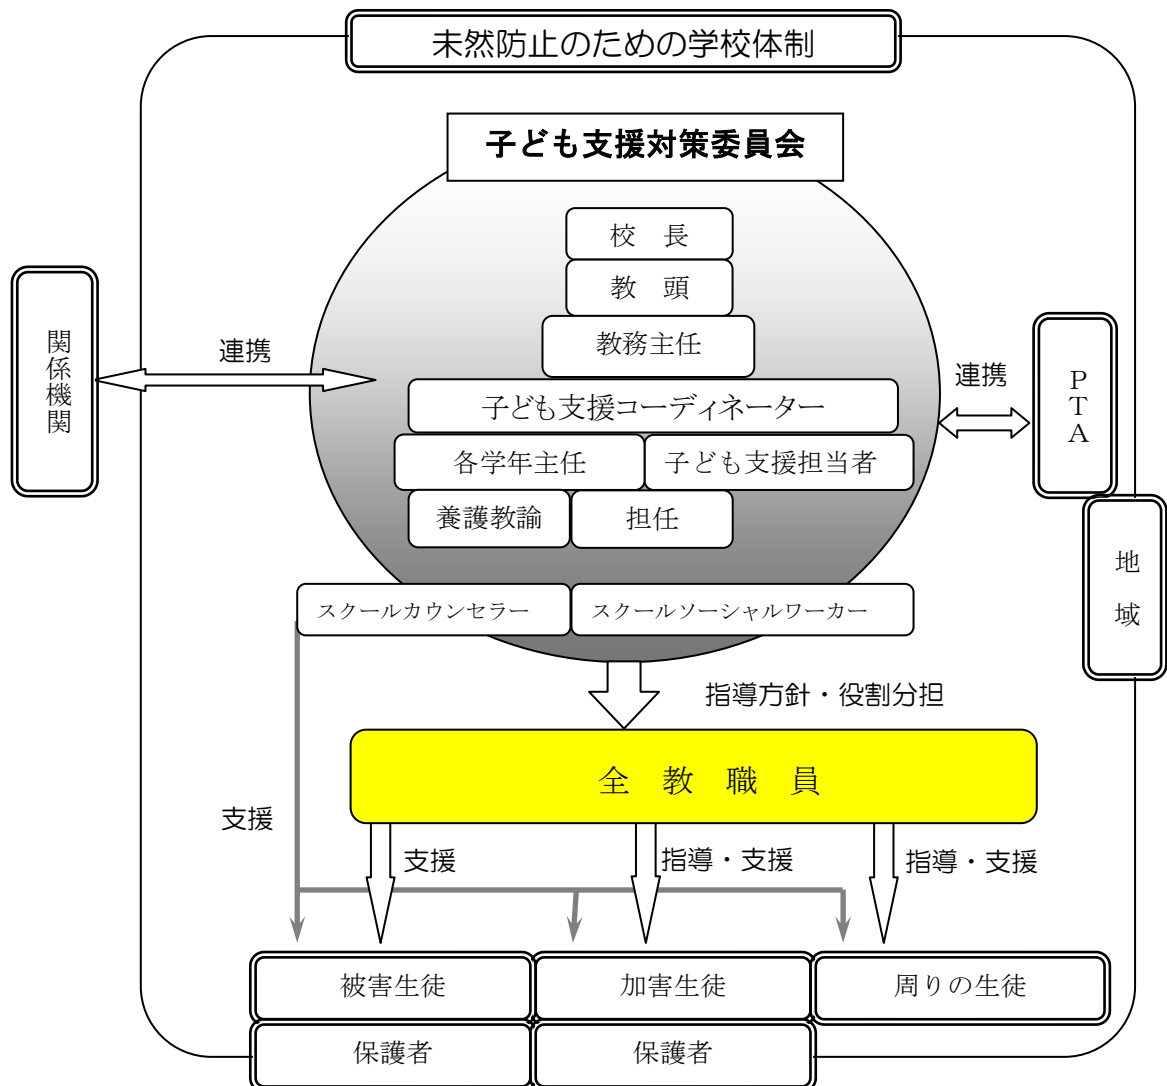 未然防止のための学校体制
子ども支援対策委員会
校　長
教　頭
教務主任
子ども支援コーディネーター
各学年主任
子ども支援担当者
養護教諭
担任
スクールカウンセラー
スクールソーシャルワーカー
関係機関
連携
連携
PTA
地域
指導方針・役割分担
全　教　職　員
支援
支援
指導・支援
指導・支援
被害生徒
加害生徒
周りの生徒
保護者
保護者